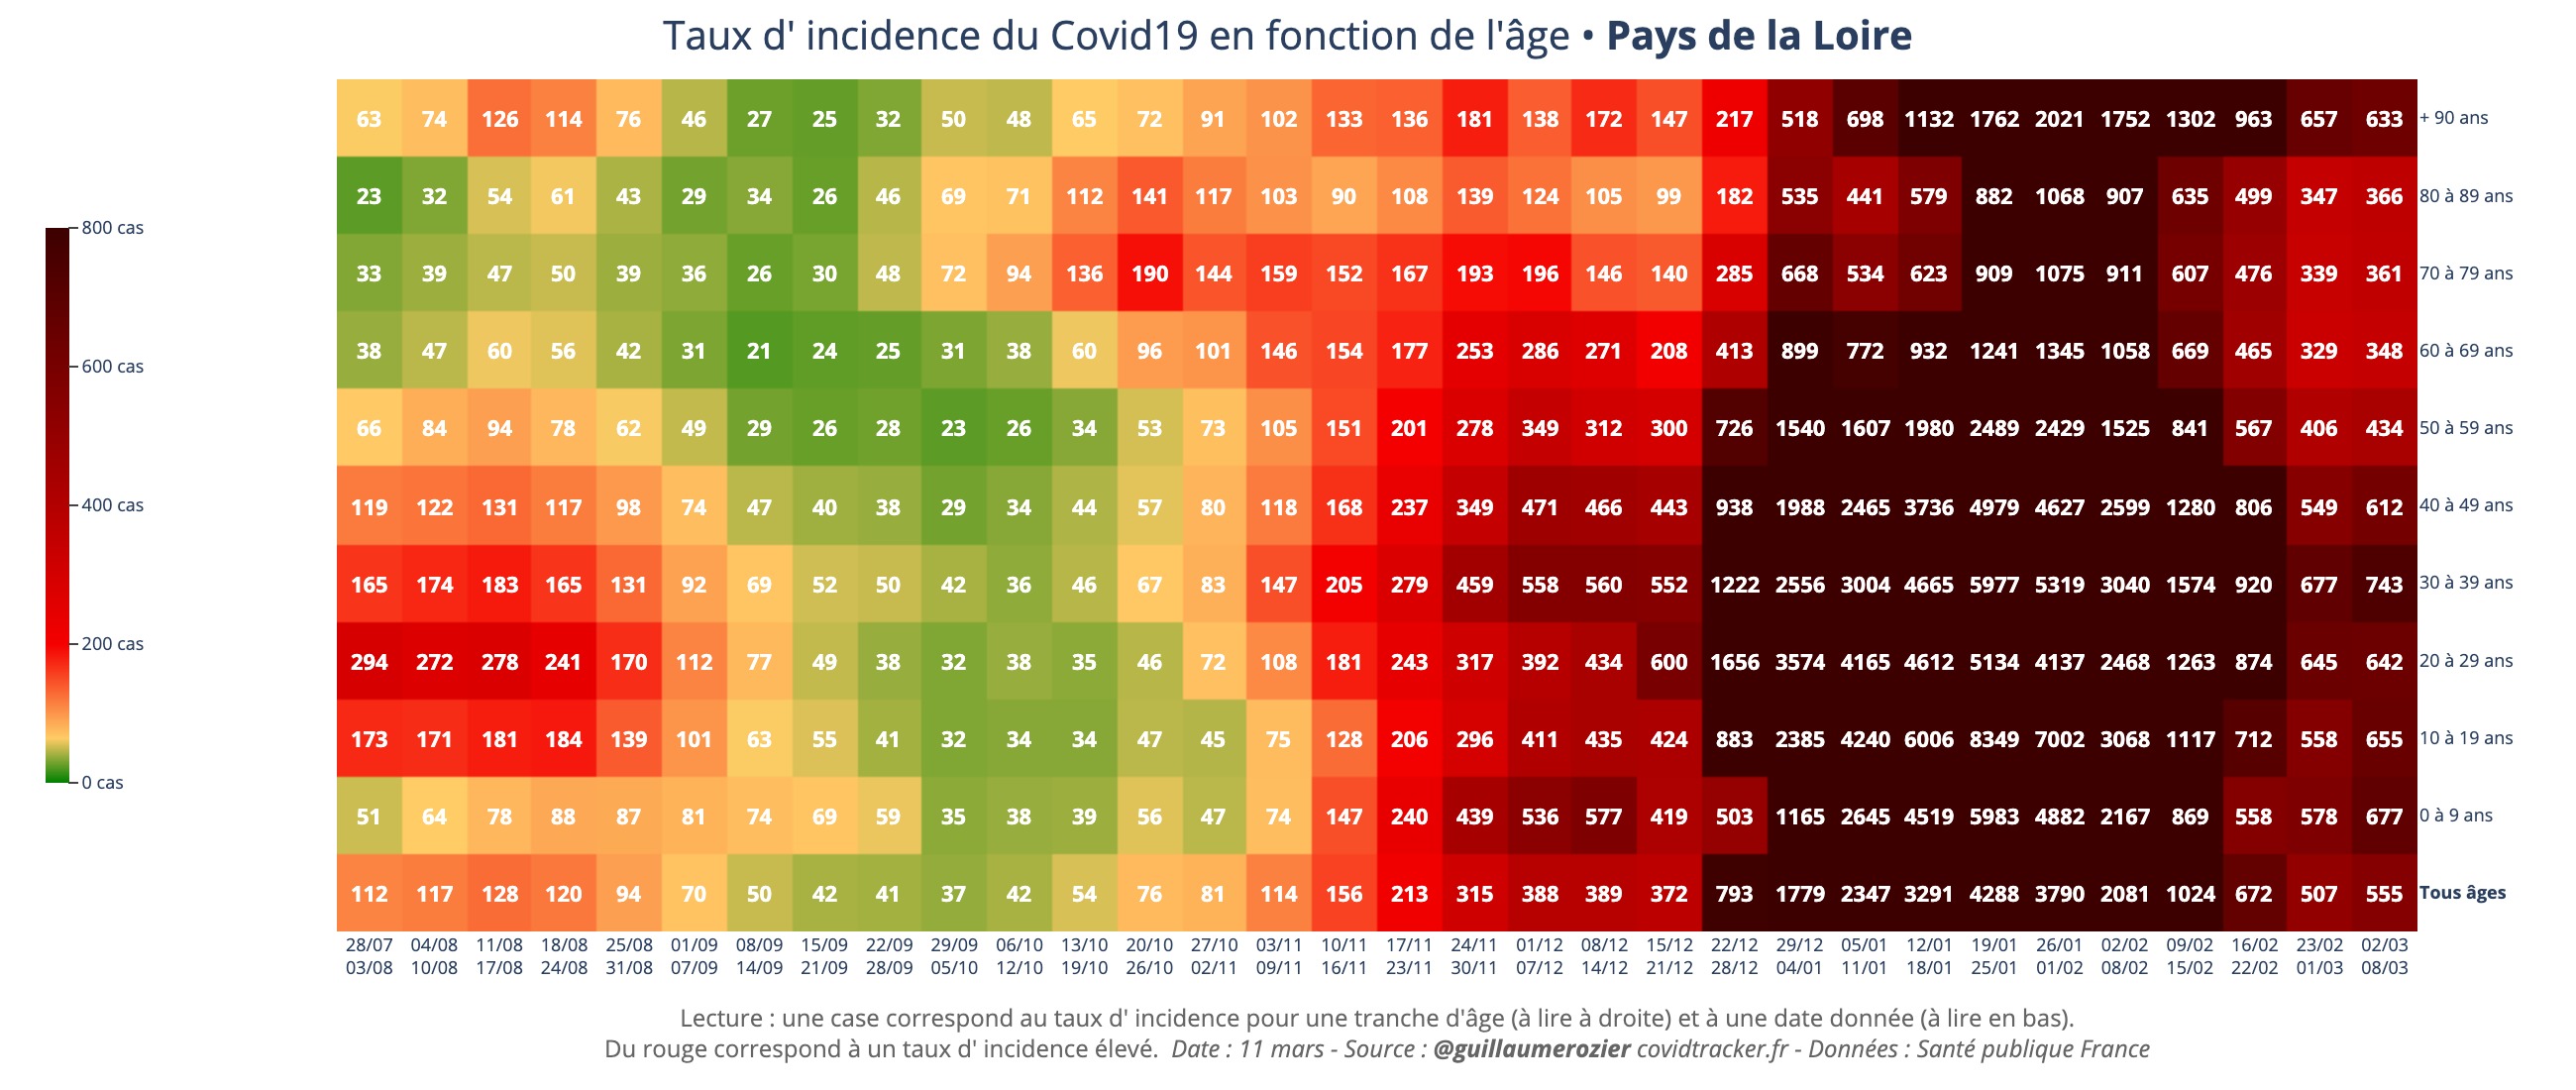 Taux d' incidence du Covid19 en fonction de l'âge • Pays de la Loire
63 74 126 114 76 46 27 25 32 50 48 65 72 91 102 133 136 181 138 172 147 217 518 698 1132 1762 2021 1752 1302 963 657 633 + 90 ans
23 32 54 61 43 29 34 26 46 69 71 112 141 117 103 90 108 139 124 105 99 182 535 441 579 882 1068 907 635 499 347 366 80 à 89 ans
33 39 47 50 39 36 26 30 48 72 94 136 190 144 159 152 167 193 196 146 140 285 668 534 623 909 1075 911 607 476 339 361 70 à 79 ans
38 47 60 56 42 31 21 24 25 31 38 60 96 101 146 154 177 253 286 271 208 413 899 772 932 1241 1345 1058 669 465 329 348 60 à 69 ans
66 84 94 78 62 49 29 26 28 23 26 34 53 73 105 151 201 278 349 312 300 726 1540 1607 1980 2489 2429 1525 841 567 406 434 50 à 59 ans
119 122 131 117 98 74 47 40 38 29 34 44 57 80 118 168 237 349 471 466 443 938 1988 2465 3736 4979 4627 2599 1280 806 549 612 40 à 49 ans
165 174 183 165 131 92 69 52 50 42 36 46 67 83 147 205 279 459 558 560 552 1222 2556 3004 4665 5977 5319 3040 1574 920 677 743 30 à 39 ans
294 272 278 241 170 112 77 49 38 32 38 35 46 72 108 181 243 317 392 434 600 1656 3574 4165 4612 5134 4137 2468 1263 874 645 642 20 à 29 ans
173 171 181 184 139 101 63 55 41 32 34 34 47 45 75 128 206 296 411 435 424 883 2385 4240 6006 8349 7002 3068 1117 712 558 655 10 à 19 ans
51 64 78 88 87 81 74 69 59 35 38 39 56 47 74 147 240 439 536 577 419 503 1165 2645 4519 5983 4882 2167 869 558 578 677 0 à 9 ans
112 117 128 120 94 70 50 42 41 37 42 54 76 81 114 156 213 315 388 389 372 793 1779 2347 3291 4288 3790 2081 1024 672 507 555 Tous âges
28/07 04/08 11/08 18/08 25/08 01/09 08/09 15/09 22/09 29/09 06/10 13/10 20/10 27/10 03/11 10/11 17/11 24/11 01/12 08/12 15/12 22/12 29/12 05/01 12/01 19/01 26/01 02/02 09/02 16/02 23/02 02/03
03/08 10/08 17/08 24/08 31/08 07/09 14/09 21/09 28/09 05/10 12/10 19/10 26/10 02/11 09/11 16/11 23/11 30/11 07/12 14/12 21/12 28/12 04/01 11/01 18/01 25/01 01/02 08/02 15/02 22/02 01/03 08/03
800 cas
600 cas
400 cas
200 cas
0 cas
Lecture : une case correspond au taux d' incidence pour une tranche d'âge (à lire à droite) et à une date donnée (à lire en bas).
Du rouge correspond à un taux d' incidence élevé. Date : 11 mars - Source : @guillaumerozier covidtracker.fr - Données : Santé publique France